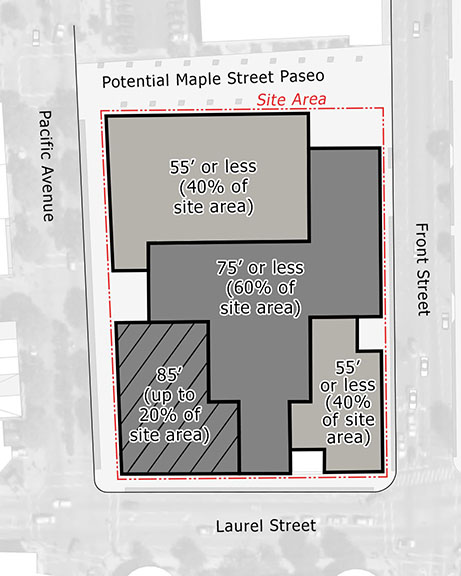 Potential Maple Street Paseo
Site Area
Pacific Avenue
55’ or less
(40% of
site area)
Front Street
75’ or less
(60% of
site area)
85’
(up to
20% of
site area)
55’
or less
(40%
of site
area)
Laurel Street